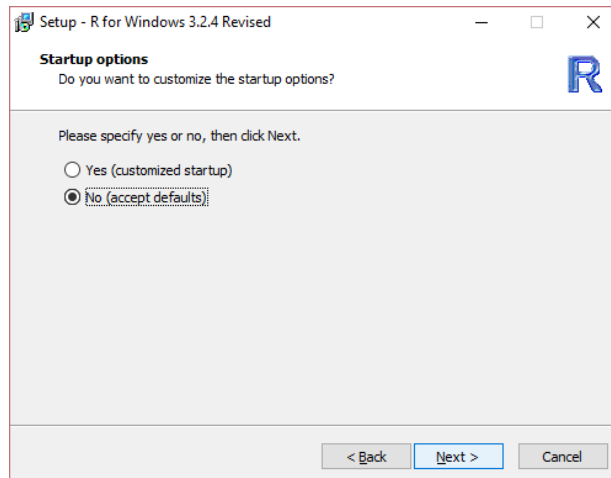 Setup - R for Windows 3.2.4 Revised
Startup options
Do you want to customize the startup options?
R
Please specify yes or no, then click Next.
Yes (customized startup)
No (accept defaults)
< Back Next > Cancel